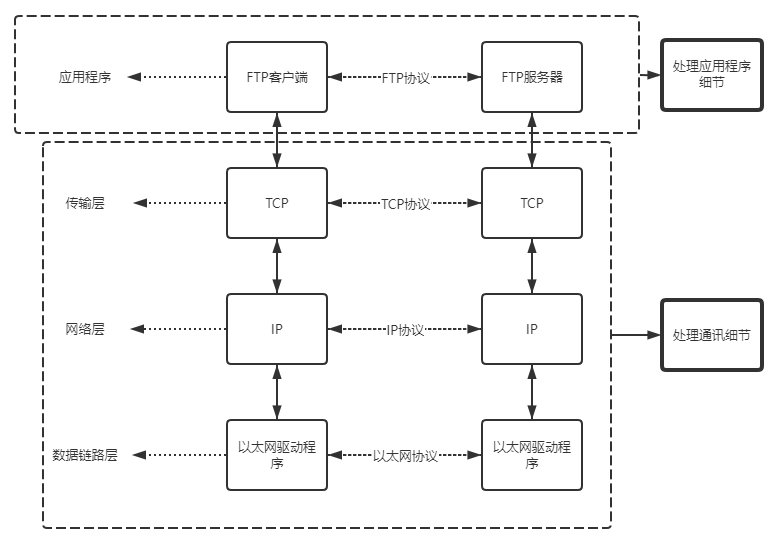 应用程序
FTP客户端
FTP协议
FTP服务器
处理应用程序
细节
传输层
TCP
TCP协议
TCP
网络层
IP
IP协议
IP
处理通讯细节
数据链路层
以太网驱动程
序
以太网协议
以太网驱动程
序